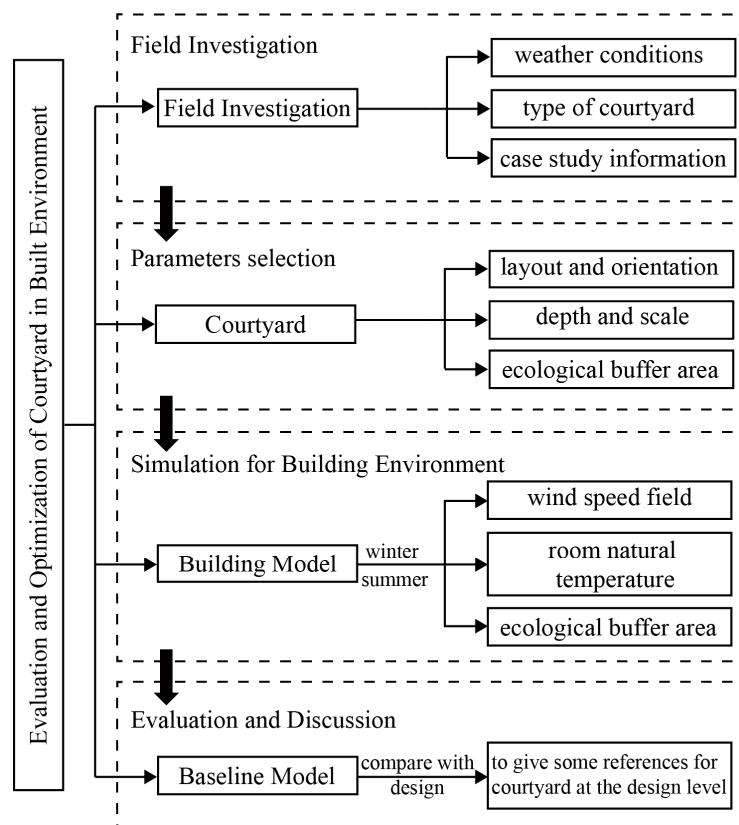 Evaluation and Optimization of Courtyard in Built Environment
Field Investigation
Field Investigation
weather conditions
type of courtyard
case study information
Parameters selection
Courtyard
layout and orientation
depth and scale
ecological buffer area
Simulation for Building Environment
Building Model
winter
summer
wind speed field
room natural
temperature
ecological buffer area
Evaluation and Discussion
Baseline Model
compare with
design
to give some references for
courtyard at the design level